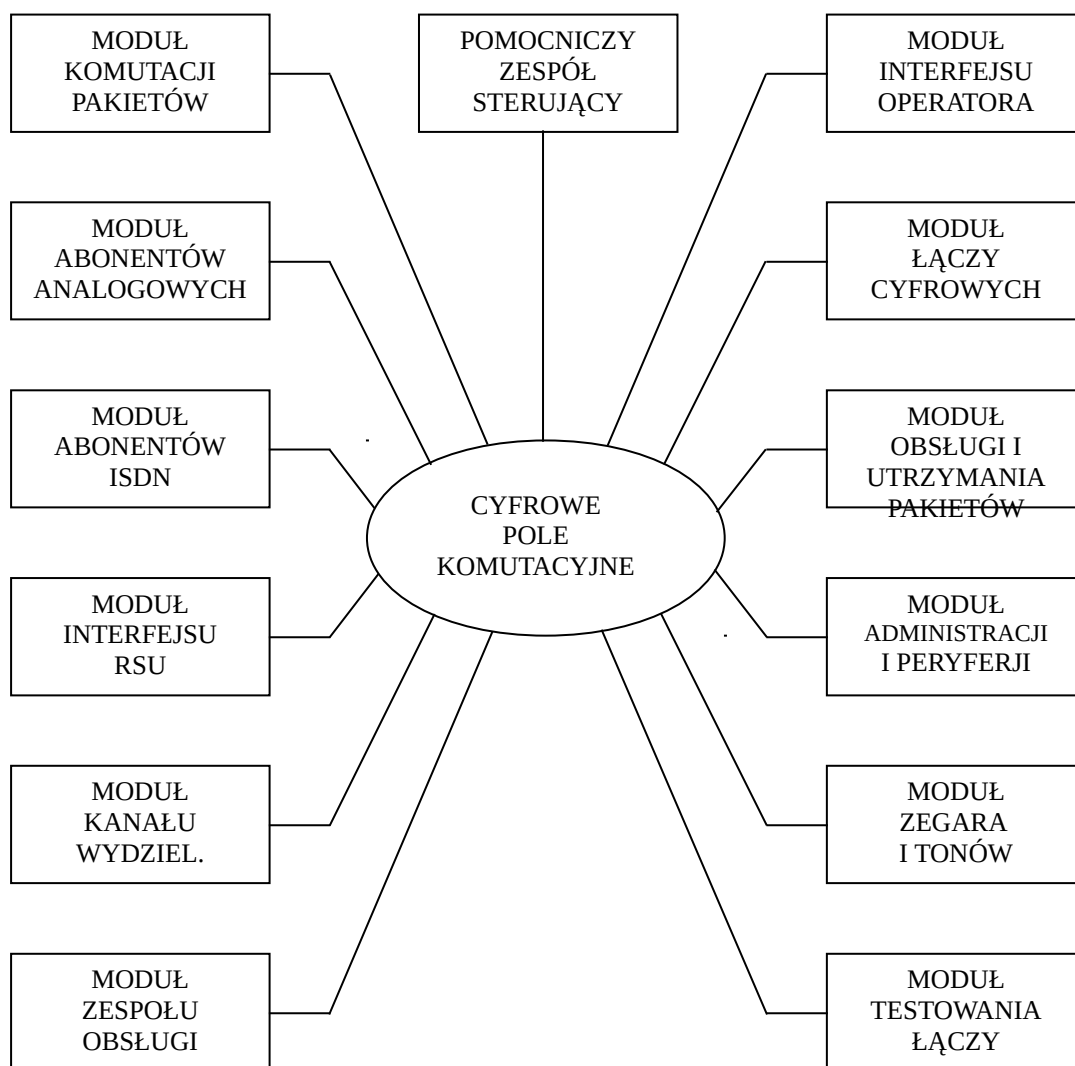 MODUŁ
KOMUTACJI
PAKIETÓW
POMOCNICZY
ZESPÓŁ
STERUJĄCY
MODUŁ
INTERFEJSU
OPERATORA
MODUŁ
ABONENTÓW
ANALOGOWYCH
MODUŁ
ŁĄCZY
CYFROWYCH
MODUŁ
ABONENTÓW
ISDN
MODUŁ
OBSŁUGI I
UTRZYMANIA
PAKIETÓW
CYFROWE
POLE
KOMUTACYJNE
MODUŁ
INTERFEJSU
RSU
MODUŁ
ADMINISTRACJI
I PERYFERJI
MODUŁ
KANAŁU
WYDZIEL.
MODUŁ
ZEGARA
I TONÓW
MODUŁ
ZESPOŁU
OBSŁUGI
MODUŁ
TESTOWANIA
ŁĄCZY